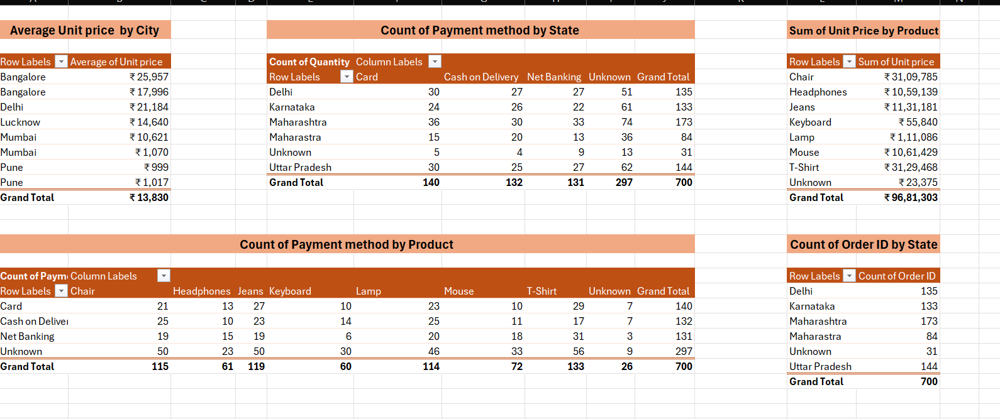 Average Unit price by City
Row Labels Average of Unit price
Bangalore ₹ 25,957
Bangalore ₹ 17,996
Delhi ₹ 21,184
Lucknow ₹ 14,640
Mumbai ₹ 10,621
Mumbai ₹ 1,070
Pune ₹ 999
Pune ₹ 1,017
Grand Total ₹ 13,830
Count of Payment method by State
Count of Quantity Column Labels
Row Labels Card Cash on Delivery Net Banking Unknown Grand Total
Delhi 30 27 27 51 135
Karnataka 24 26 22 61 133
Maharashtra 36 30 33 74 173
Maharastra 15 20 13 36 84
Unknown 5 4 9 13 31
Uttar Pradesh 30 25 27 62 144
Grand Total 140 132 131 297 700
Sum of Unit Price by Product
Row Labels Sum of Unit price
Chair ₹ 31,09,785
Headphones ₹ 10,59,139
Jeans ₹ 11,31,181
Keyboard ₹ 55,840
Lamp ₹ 1,11,086
Mouse ₹ 10,61,429
T-Shirt ₹ 31,29,468
Unknown ₹ 23,375
Grand Total ₹ 96,81,303
Count of Payment method by Product
Count of Paym Column Labels
Row Labels Chair Headphones Jeans Keyboard Lamp Mouse T-Shirt Unknown Grand Total
Card 21 13 27 10 23 10 29 7 140
Cash on Deliver 25 10 23 14 25 11 17 7 132
Net Banking 19 15 19 6 20 18 31 3 131
Unknown 50 23 50 30 46 33 56 9 297
Grand Total 115 61 119 60 114 72 133 26 700
Count of Order ID by State
Row Labels Count of Order ID
Delhi 135
Karnataka 133
Maharashtra 173
Maharastra 84
Unknown 31
Uttar Pradesh 144
Grand Total 700